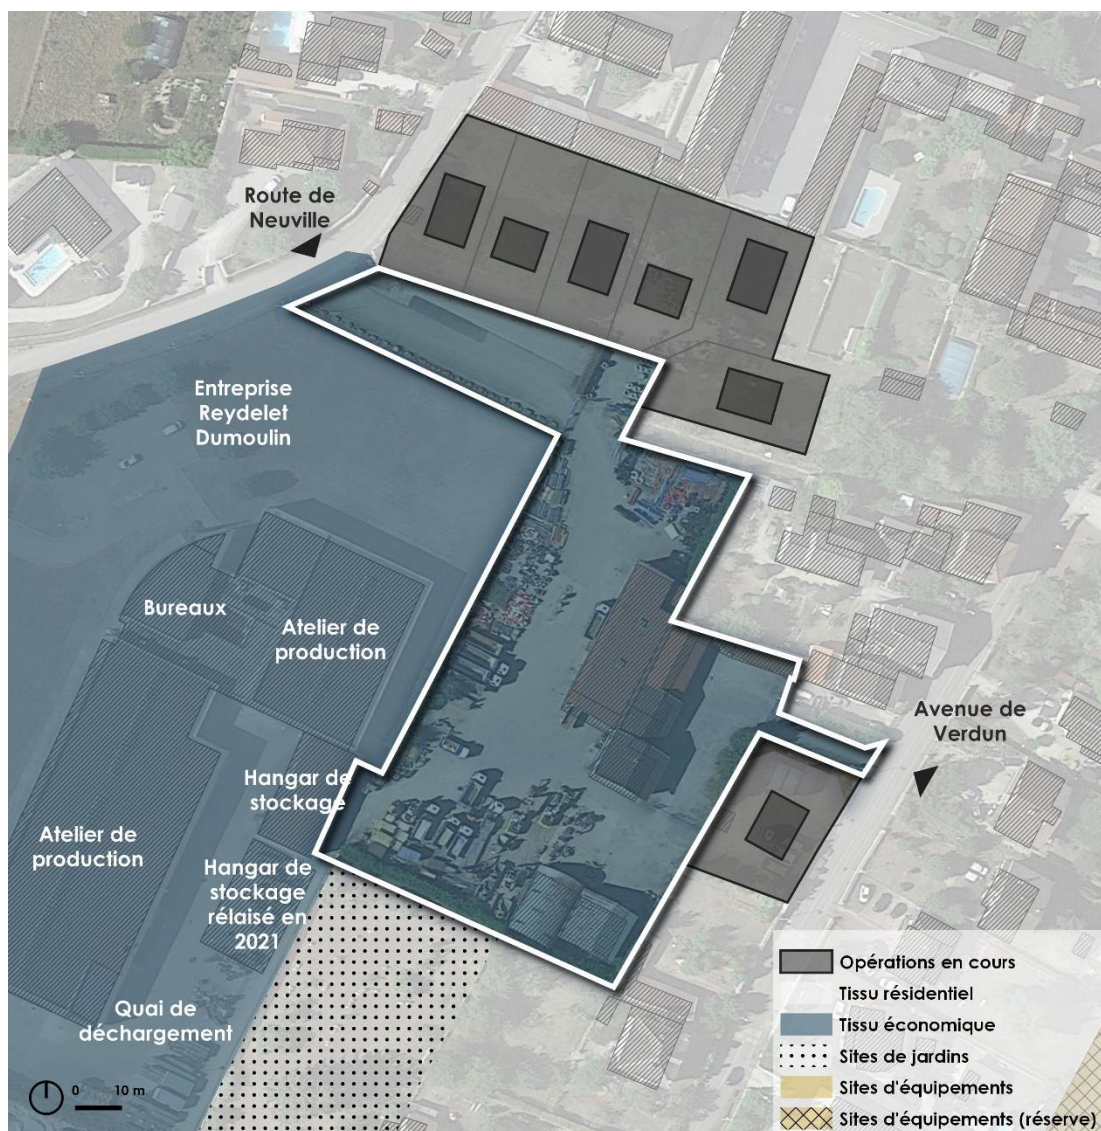 Route de
Neuville
Entreprise
Reydelet
Dumoulin
Bureaux
Atelier de
production
Avenue de
Verdun
Hangar de
stockage
Atelier de
production
Hangar de
stockage
rélaisé en
2021
Quai de
déchargement
0 10 m
Opérations en cours
Tissu résidentiel
Tissu économique
Sites de jardins
Sites d'équipements
Sites d'équipements (réserve)